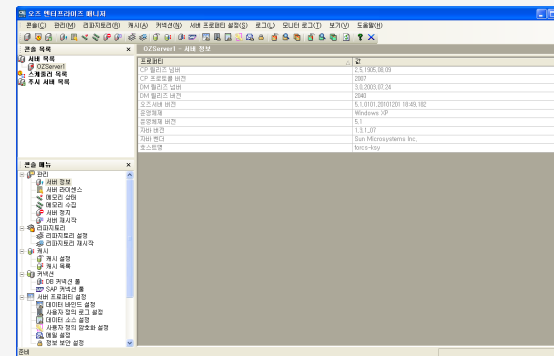 오즈 엔터프라이즈 매니저
콘솔(C) 관리(M) 리파지토리(R) 캐시(A) 커넥션(N) 서버 프로퍼티 설정(S) 로그(L) 모니터 로그(T) 보기(V) 도움말(H)
콘솔 목록
서버 목록
OZServer1
스케줄러 목록
주시 서버 목록
콘솔 메뉴
관리
서버 정보
서버 라이센스
메모리 상태
메모리 수집
서버 정지
서버 재시작
리파지토리
리파지토리 설정
리파지토리 재시작
캐시
캐시 설정
캐시 목록
커넥션
DB 커넥션 풀
SAP 커넥션 풀
서버 프로퍼티 설정
데이터 바인드 설정
사용자 정의 로그 설정
데이터 소스 설정
사용자 정의 암호화 설정
메일 설정
정보 보안 설정
OZServer1 - 서버 정보
프로퍼티 값
CP 릴리즈 넘버 2,5,1905,08,09
CP 프로토콜 버전 2007
DM 릴리즈 넘버 3,0,2003,07,24
DM 릴리즈 버전 2040
오즈서버 버전 5,1,0101,20101201 18:49,182
운영체제 Windows XP
운영체제 버전 5,1
자바 버전 1,3,1_07
자바 벤더 Sun Microsystems Inc,
호스트명 forcs-ksy
준비